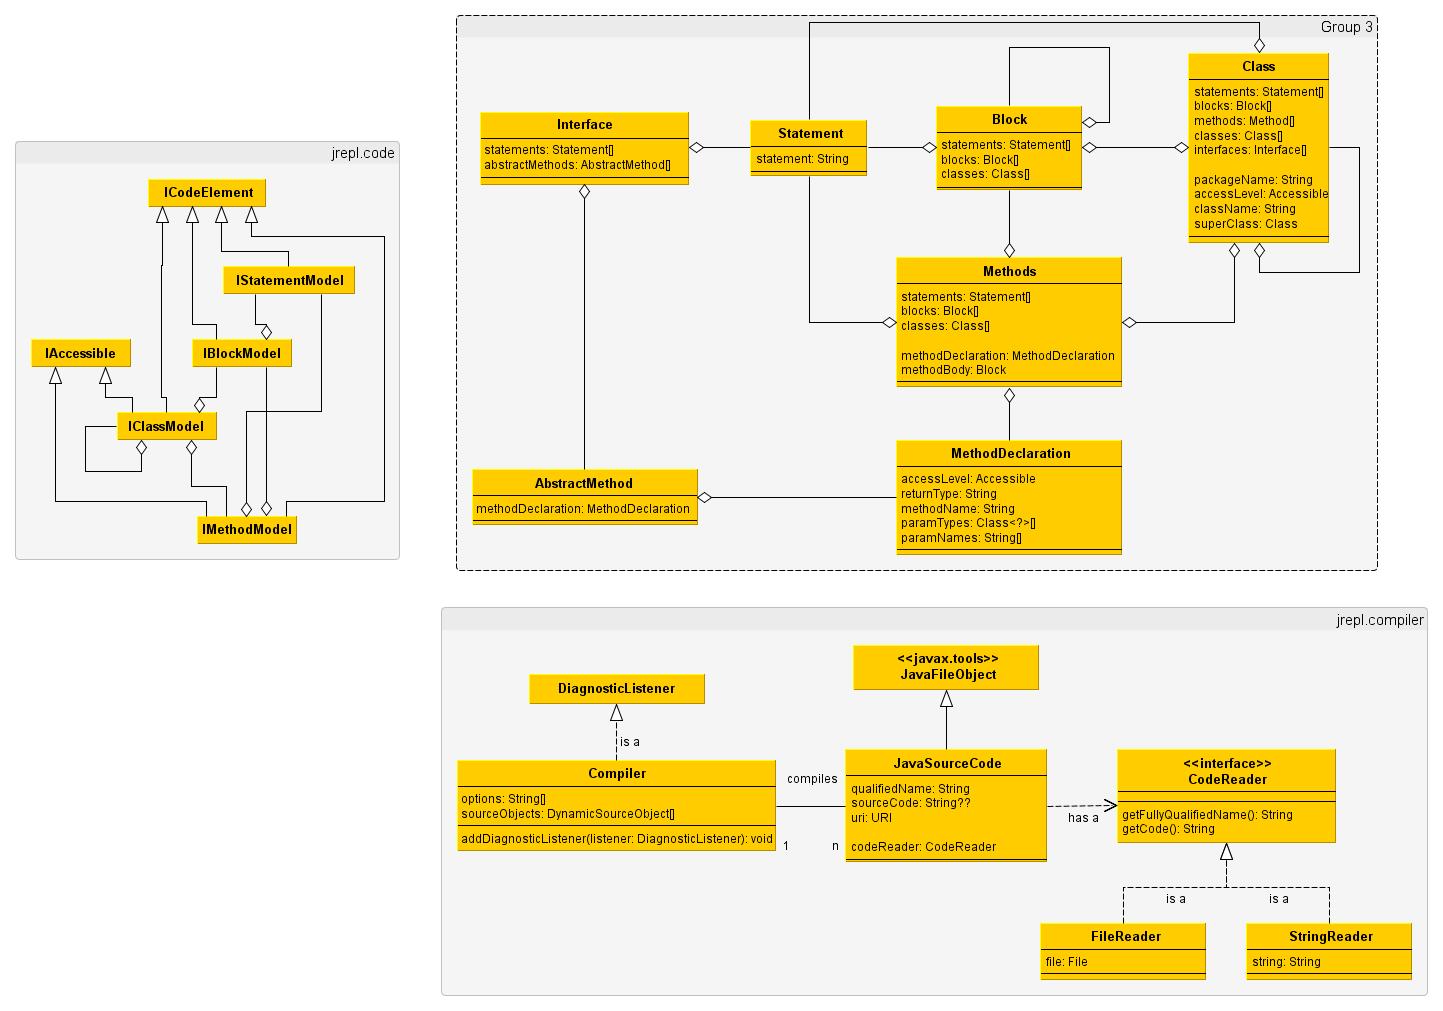 jrepl.code
ICodeElement
IStatementModel
IAccessible
IBlockModel
IClassModel
IMethodModel
Group 3
Interface
statements: Statement[]
abstractMethods: AbstractMethod[]
Statement
statement: String
Block
statements: Statement[]
blocks: Block[]
classes: Class[]
Class
statements: Statement[]
blocks: Block[]
methods: Method[]
classes: Class[]
interfaces: Interface[]
packageName: String
accessLevel: Accessible
className: String
superClass: Class
Methods
statements: Statement[]
blocks: Block[]
classes: Class[]
methodDeclaration: MethodDeclaration
methodBody: Block
AbstractMethod
methodDeclaration: MethodDeclaration
MethodDeclaration
accessLevel: Accessible
returnType: String
methodName: String
paramTypes: Class<?>[]
paramNames: String[]
jrepl.compiler
DiagnosticListener
is a
Compiler
options: String[]
sourceObjects: DynamicSourceObject[]
addDiagnosticListener(listener: DiagnosticListener): void
compiles
1
n
<<javax.tools>>
JavaFileObject
JavaSourceCode
qualifiedName: String
sourceCode: String??
uri: URI
codeReader: CodeReader
has a
<<interface>>
CodeReader
getFullyQualifiedName(): String
getCode(): String
is a
is a
FileReader
file: File
StringReader
string: String